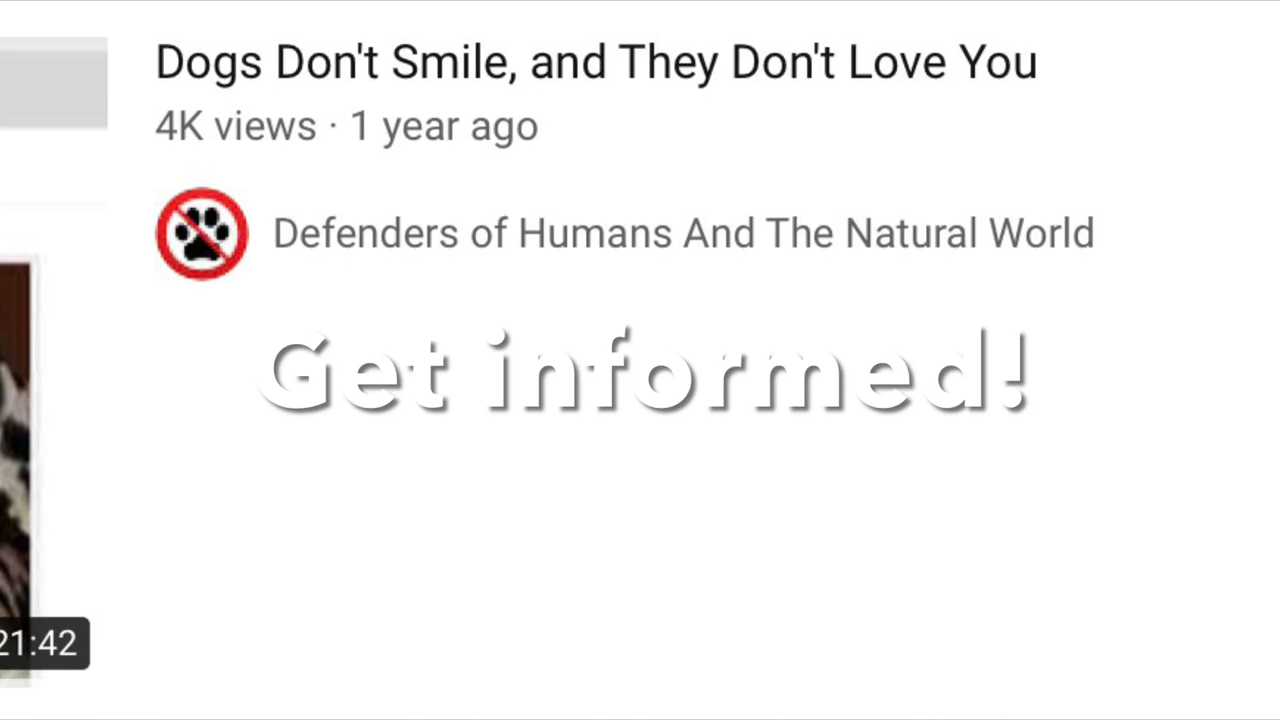 Dogs Don't Smile, and They Don't Love You
4K views · 1 year ago
Defenders of Humans And The Natural World
Get informed!
21:42